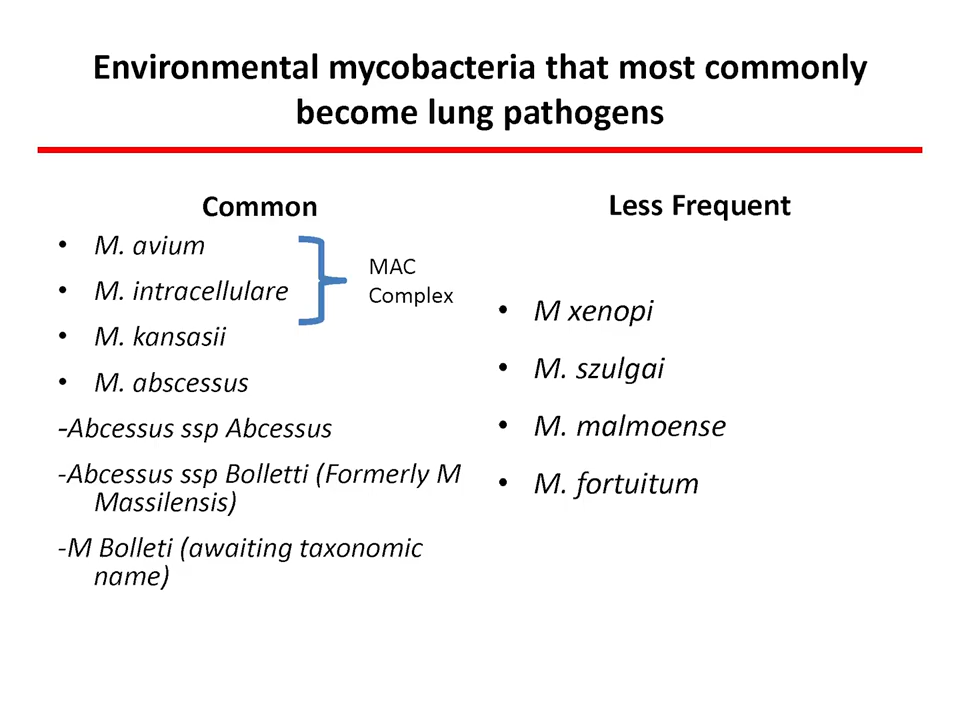 Environmental mycobacteria that most commonly
become lung pathogens
Common
• M. avium
• M. intracellulare
• M. kansasii
• M. abscessus
-Abcessus ssp Abcessus
-Abcessus ssp Bolletti (Formerly M
Massilensis)
-M Bolleti (awaiting taxonomic
name)
MAC
Complex
Less Frequent
• M xenopi
• M. szulgai
• M. malmoense
• M. fortuitum